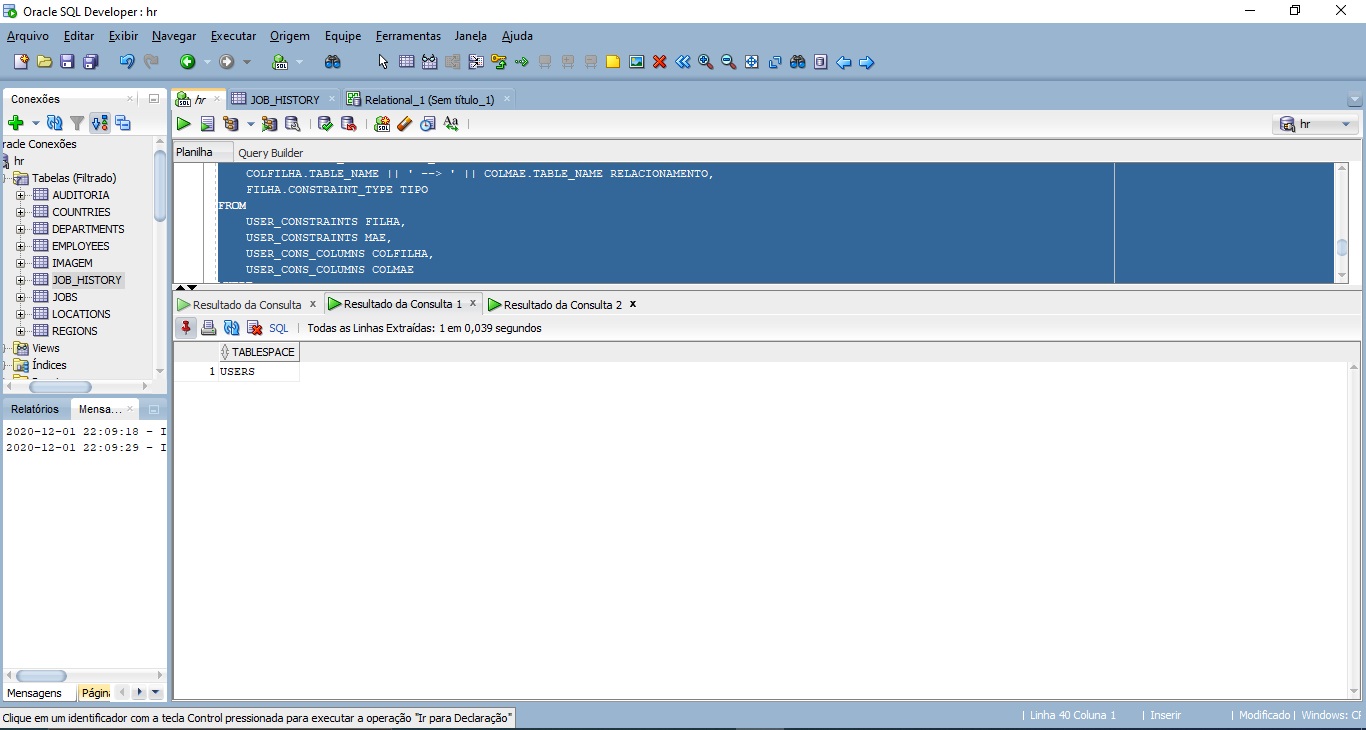 Oracle SQL Developer : hr
Arquivo Editar Exibir Navegar Executar Origem Equipe Ferramentas Janela Ajuda
Conexões
hr
JOB_HISTORY
Relational_1 (Sem título_1)
hr
Planilha
Query Builder
rade Conexões
hr
Tabelas (Filtrado)
AUDITORIA
COUNTRIES
DEPARTMENTS
EMPLOYEES
IMAGEM
JOB_HISTORY
JOBS
LOCATIONS
REGIONS
Views
Índices
COLFILHA.TABLE_NAME || ' --> ' || COLMAE.TABLE_NAME RELACIONAMENTO,
FILHA.CONSTRAINT_TYPE TIPO
FROM
USER_CONSTRAINTS FILHA,
USER_CONSTRAINTS MAE,
USER_CONS_COLUMNS COLFILHA,
USER_CONS_COLUMNS COLMAE
Resultado da Consulta x
Resultado da Consulta 1 x
Resultado da Consulta 2 x
SQL | Todas as Linhas Extraídas: 1 em 0,039 segundos
TABLESPACE
1 USERS
Relatórios
Mensa...
2020-12-01 22:09:18 - I
2020-12-01 22:09:29 - I
Mensagens
Págin
Clique em um identificador com a tecla Control pressionada para executar a operação "Ir para Declaração"
| Linha 40 Coluna 1 | Inserir | Modificado | Windows: CF